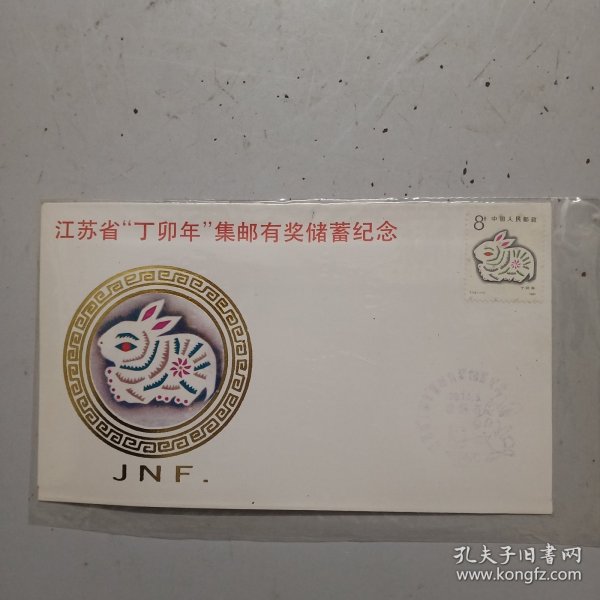 江苏省“丁卯年”集邮有奖储蓄纪念
8分 中国人民邮政
JNF.
孔夫子旧书网
www.kongfz.com